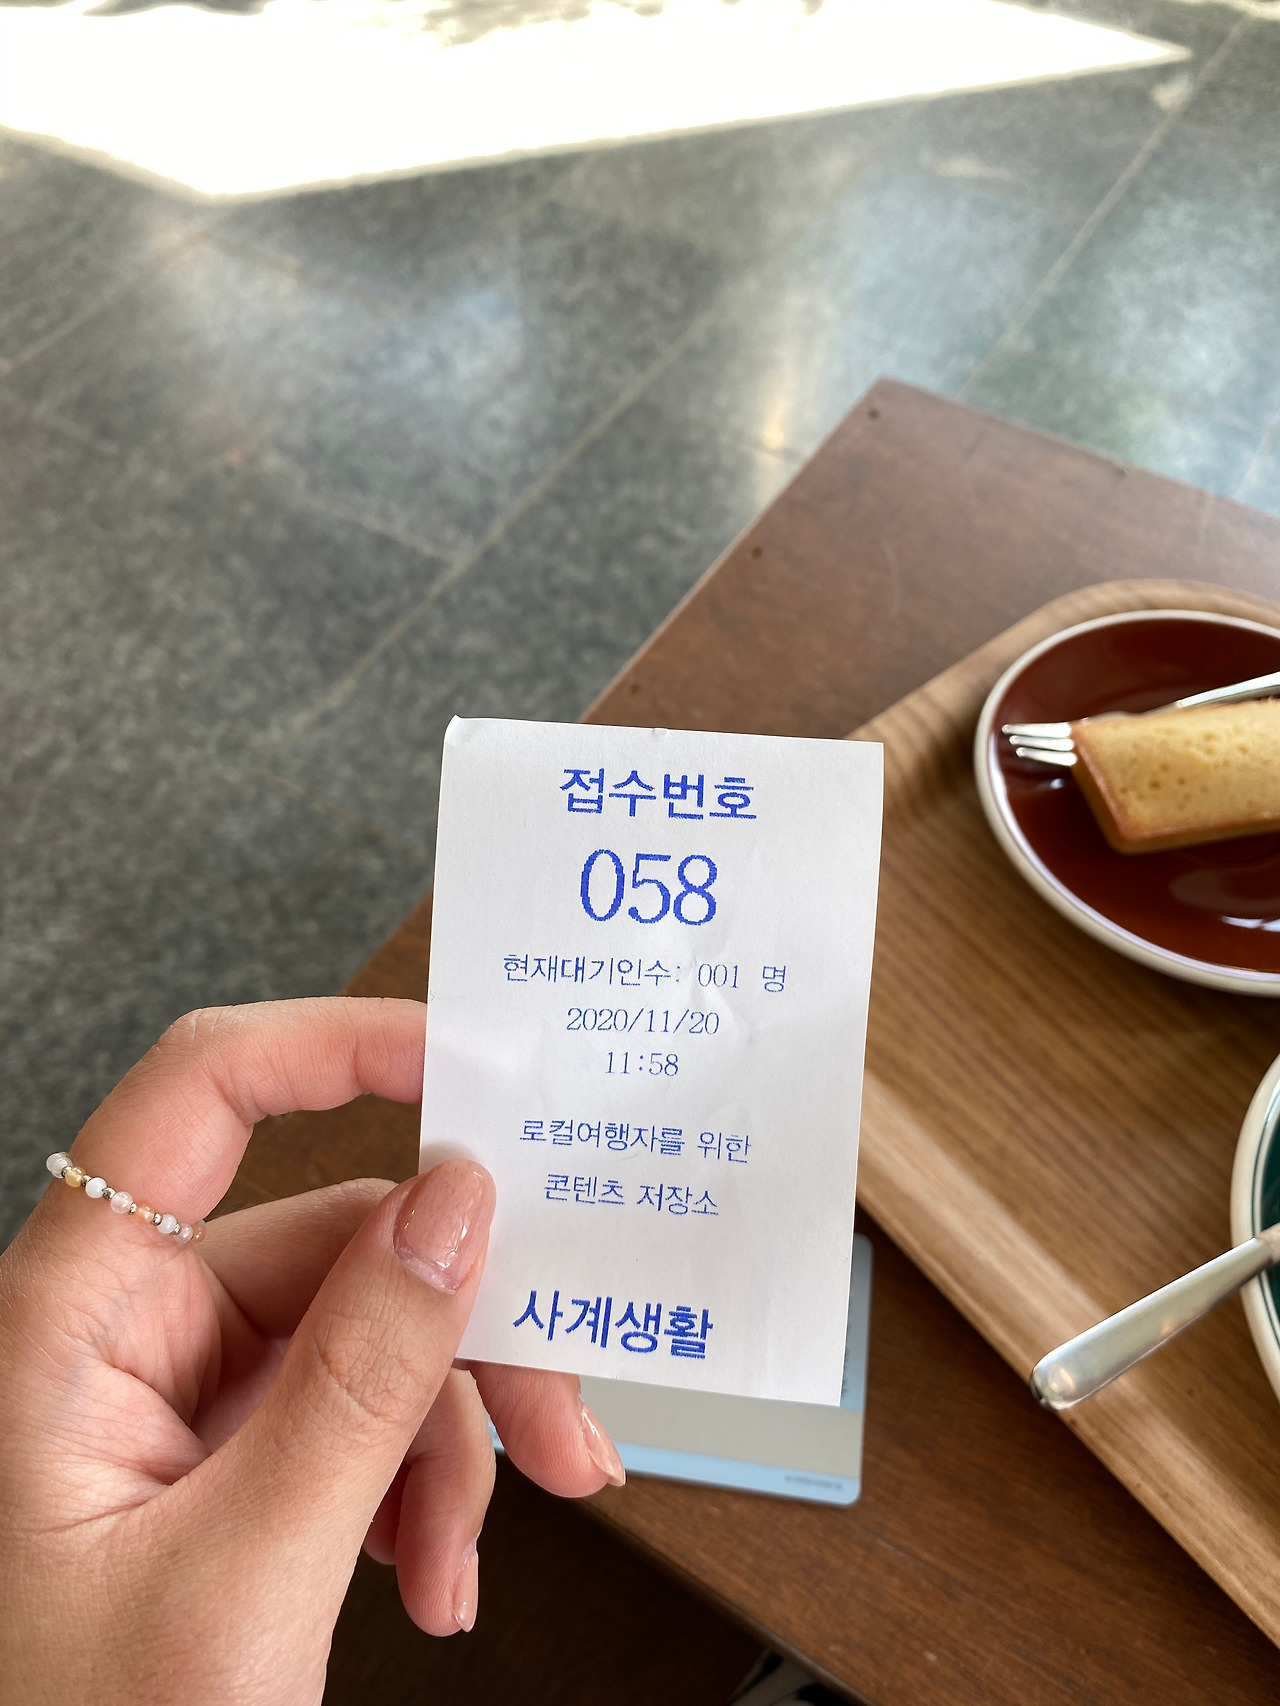 접수번호
058
현재대기인수: 001 명
2020/11/20
11:58
로컬여행자를 위한
콘텐츠 저장소
사계생활